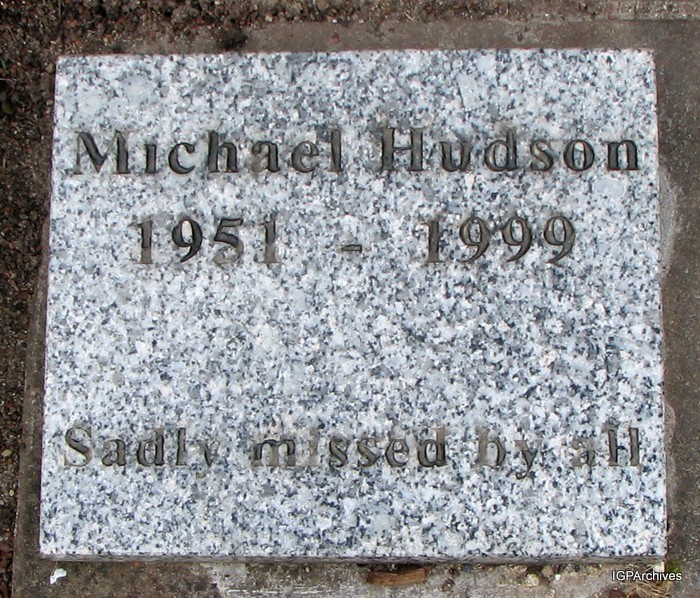 Michael Hudson
1951 - 1999
Sadly missed by all
IGPArchives